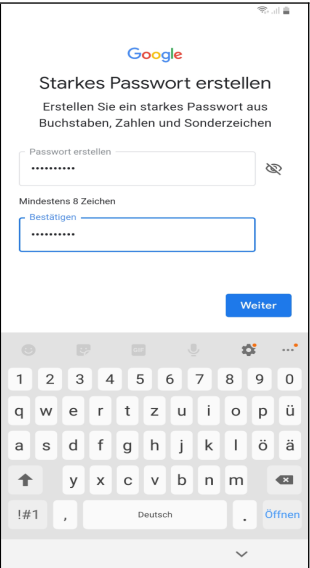 Google
Starkes Passwort erstellen
Erstellen Sie ein starkes Passwort aus
Buchstaben, Zahlen und Sonderzeichen
Passwort erstellen
••••••••••
Mindestens 8 Zeichen
Bestätigen
••••••••••
Weiter
GIF
1 2 3 4 5 6 7 8 9 0
q w e r t z u i o p ü
a s d f g h j k l ö ä
y x c v b n m
!#1 , Deutsch . Öffnen